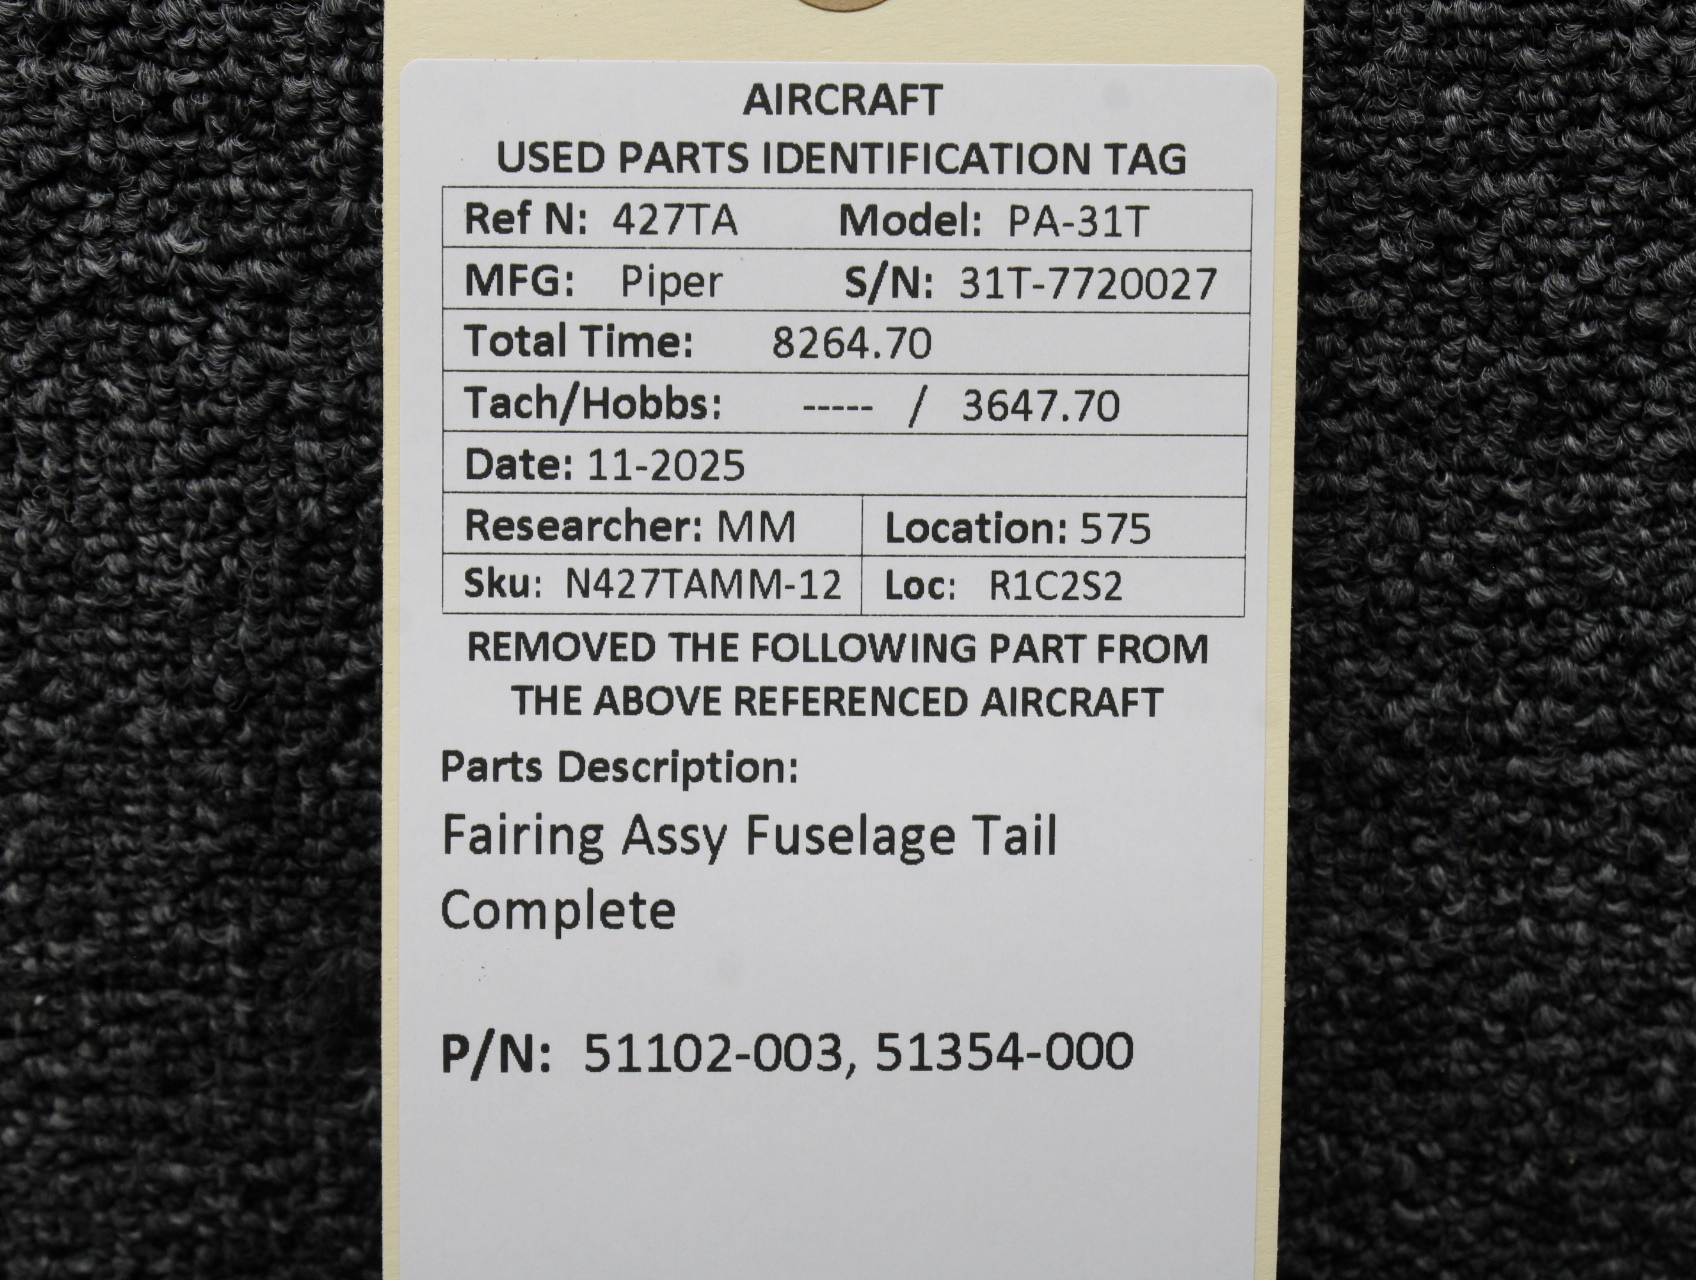 AIRCRAFT
USED PARTS IDENTIFICATION TAG
Ref N: 427TA Model: PA-31T
MFG: Piper S/N: 31T-7720027
Total Time: 8264.70
Tach/Hobbs: ----- / 3647.70
Date: 11-2025
Researcher: MM Location: 575
Sku: N427TAMM-12 Loc: R1C2S2
REMOVED THE FOLLOWING PART FROM
THE ABOVE REFERENCED AIRCRAFT
Parts Description:
Fairing Assy Fuselage Tail
Complete
P/N: 51102-003, 51354-000